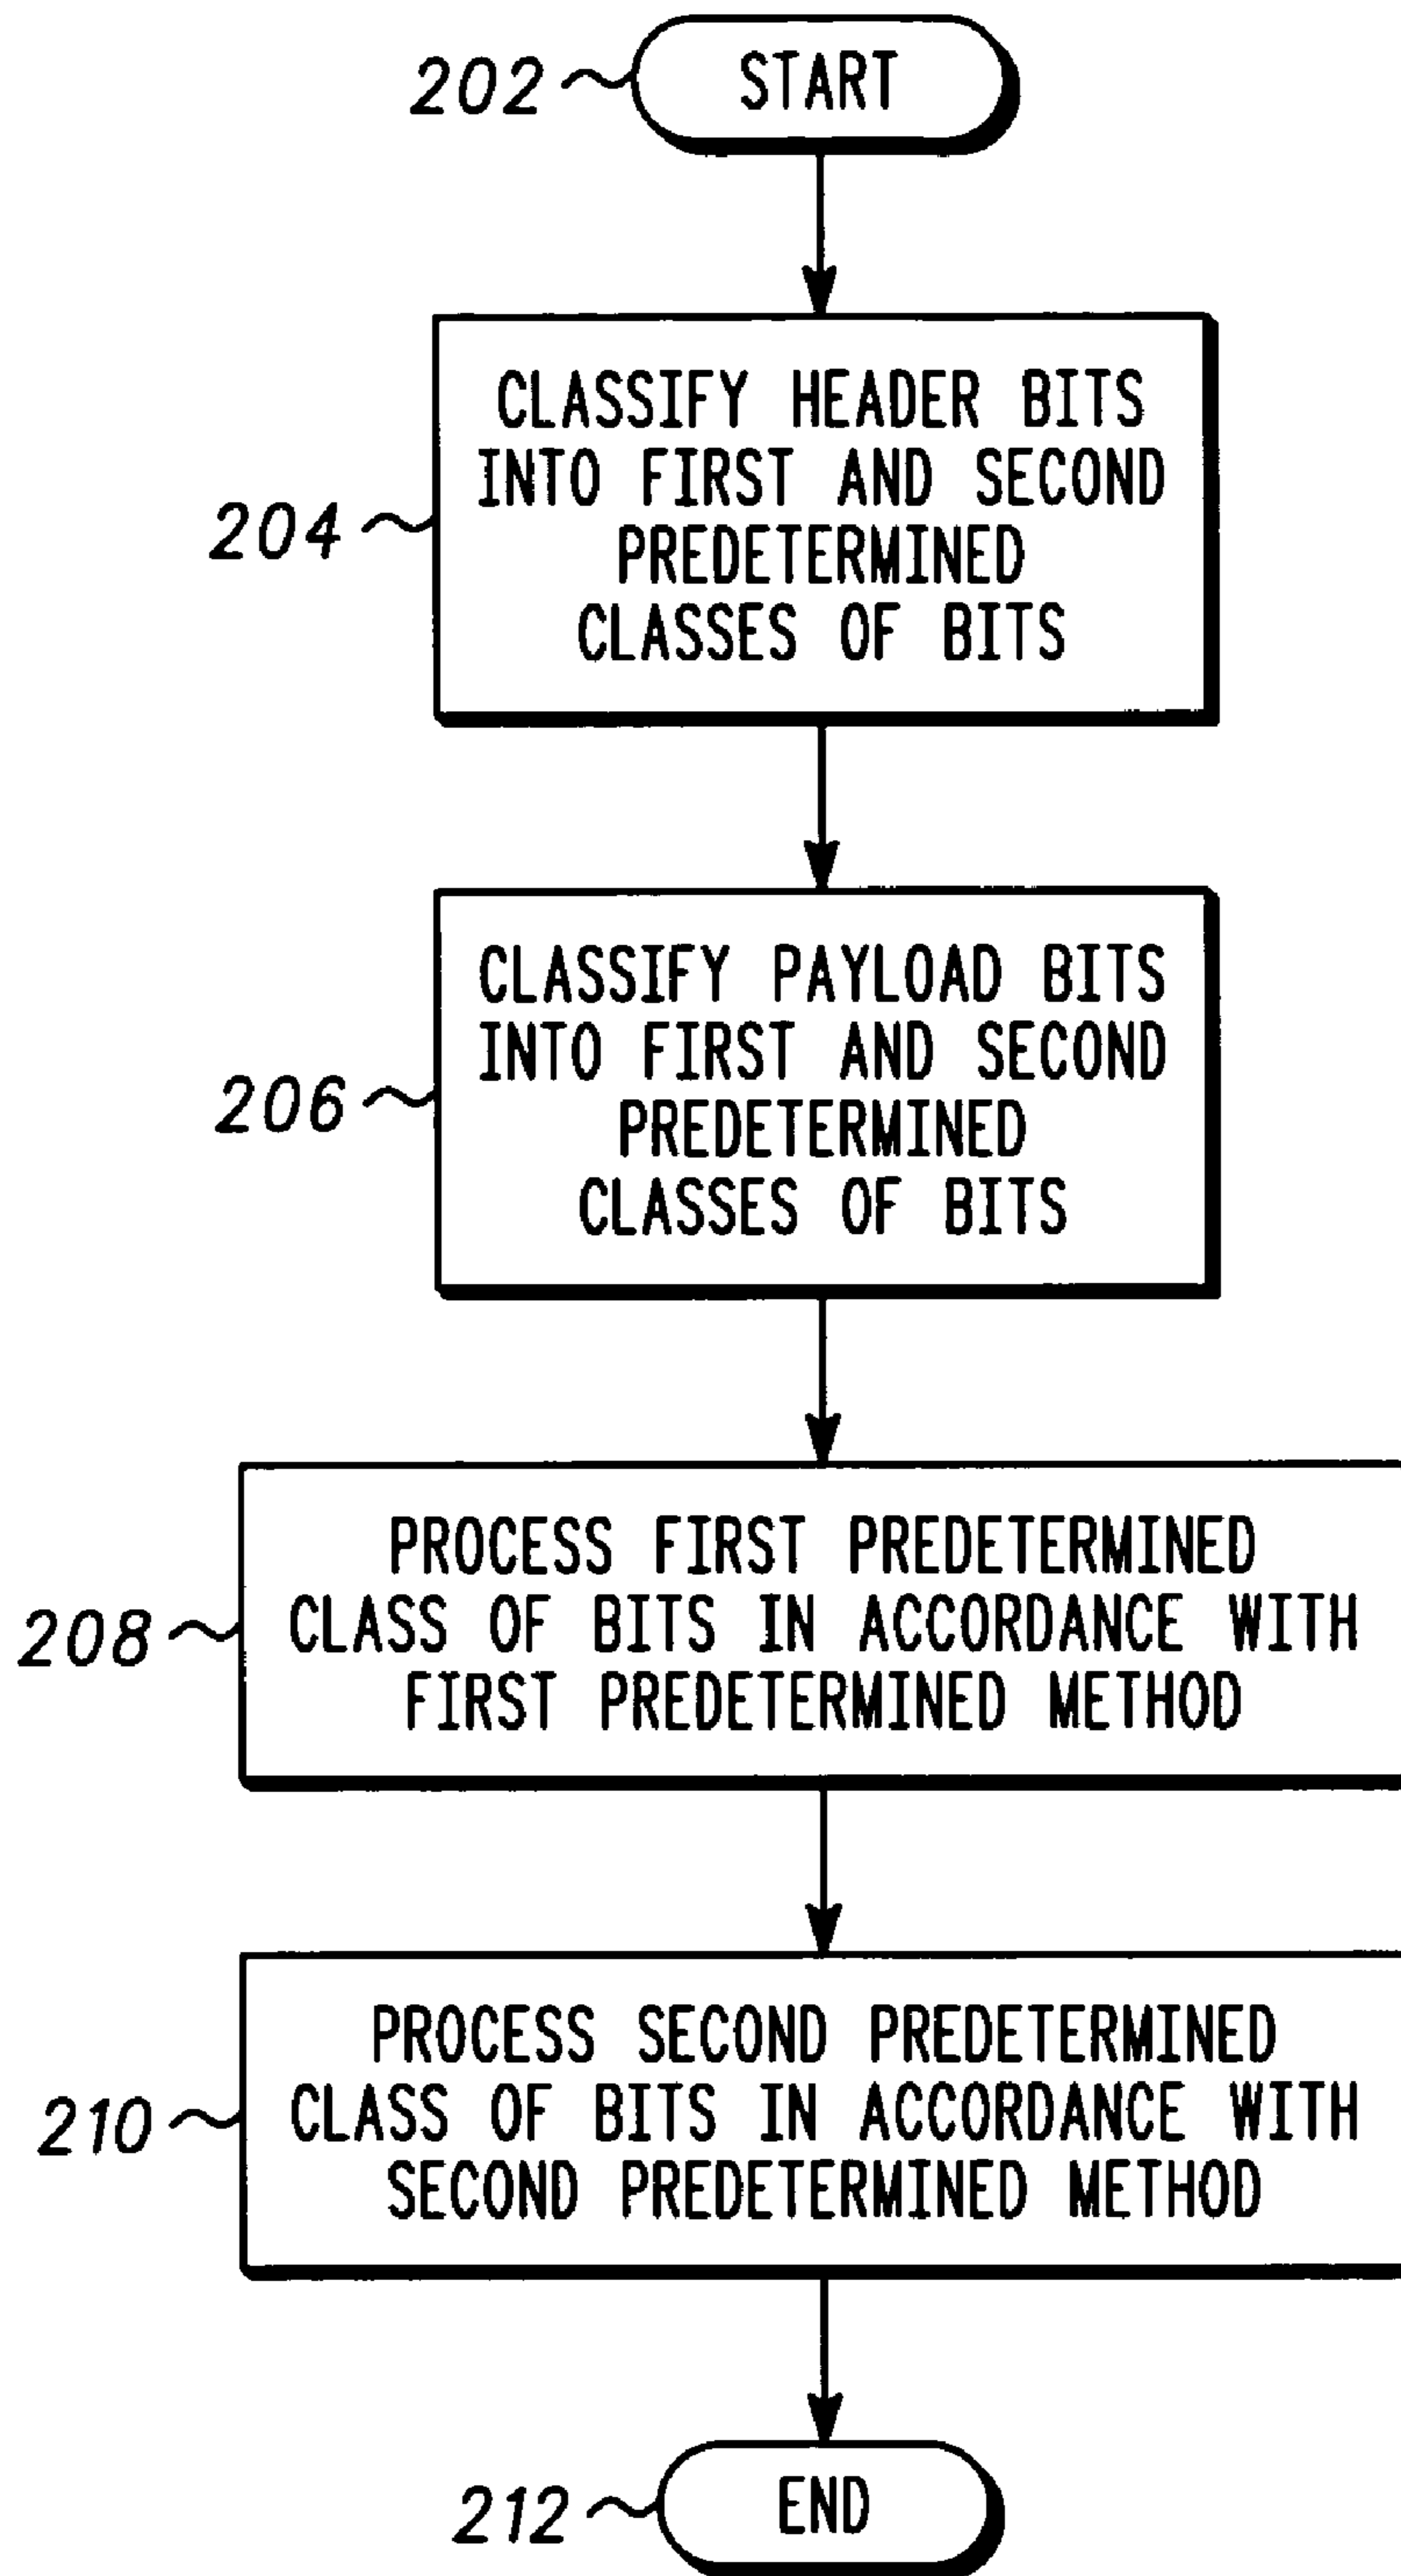 202 START
204
CLASSIFY HEADER BITS
INTO FIRST AND SECOND
PREDETERMINED
CLASSES OF BITS
206
CLASSIFY PAYLOAD BITS
INTO FIRST AND SECOND
PREDETERMINED
CLASSES OF BITS
208
PROCESS FIRST PREDETERMINED
CLASS OF BITS IN ACCORDANCE WITH
FIRST PREDETERMINED METHOD
210
PROCESS SECOND PREDETERMINED
CLASS OF BITS IN ACCORDANCE WITH
SECOND PREDETERMINED METHOD
212 END